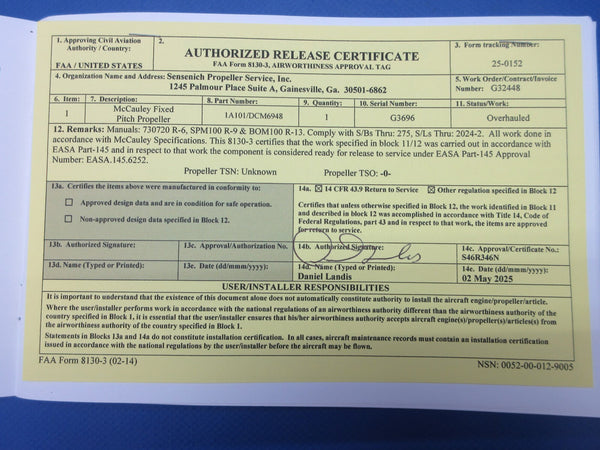 1. Approving Civil Aviation Authority / Country:
FAA / UNITED STATES
2.
AUTHORIZED RELEASE CERTIFICATE
FAA Form 8130-3, AIRWORTHINESS APPROVAL TAG
3. Form tracking Number:
25-0152
4. Organization Name and Address: Sensenich Propeller Service, Inc.
1245 Palmour Place Suite A, Gainesville, Ga. 30501-6862
5. Work Order/Contract/Invoice
Number: G32448
6. Item:
1
7. Description:
McCauley Fixed
Pitch Propeller
8. Part Number:
1A101/DCM6948
9. Quantity:
1
10. Serial Number:
G3696
11. Status/Work:
Overhauled
12. Remarks: Manuals: 730720 R-6, SPM100 R-9 & BOM100 R-13. Comply with S/Bs Thru: 275, S/Ls Thru: 2024-2. All work done in
accordance with McCauley Specifications. This 8130-3 certifies that the work specified in block 11/12 was carried out in accordance with
EASA Part-145 and in respect to that work the component is considered ready for release to service under EASA Part-145 Approval
Number: EASA.145.6252.
Propeller TSN: Unknown Propeller TSO: -0-
13a. Certifies the items above were manufactured in conformity to:
☐ Approved design data and are in condition for safe operation.
☐ Non-approved design data specified in Block 12.
14a. ☒ 14 CFR 43.9 Return to Service ☒ Other regulation specified in Block 12
Certifies that unless otherwise specified in Block 12, the work identified in Block 11
and described in block 12 was accomplished in accordance with Title 14, Code of
Federal Regulations, part 43 and in respect to that work, the items are approved
for return to service.
13b. Authorized Signature:
13c. Approval/Authorization No.
14b. Authorized Signature:
14c. Approval/Certificate No.:
S46R346N
13d. Name (Typed or Printed):
13e. Date (dd/mmm/yyyy):
14d. Name (Typed or Printed):
Daniel Landis
14e. Date (dd/mmm/yyyy):
02 May 2025
USER/INSTALLER RESPONSIBILITIES
It is important to understand that the existence of this document alone does not automatically constitute authority to install the aircraft engine/propeller/article.
Where the user/installer performs work in accordance with the national regulations of an airworthiness authority different than the airworthiness authority of the
country specified in Block 1, it is essential that the user/installer ensures that his/her airworthiness authority accepts aircraft engine(s)/propeller(s)/article(s) from
the airworthiness authority of the country specified in Block 1.
Statements in Blocks 13a and 14a do not constitute installation certification. In all cases, aircraft maintenance records must contain an installation certification
issued in accordance with the national regulations by the user/installer before the aircraft may be flown.
FAA Form 8130-3 (02-14)
NSN: 0052-00-012-9005